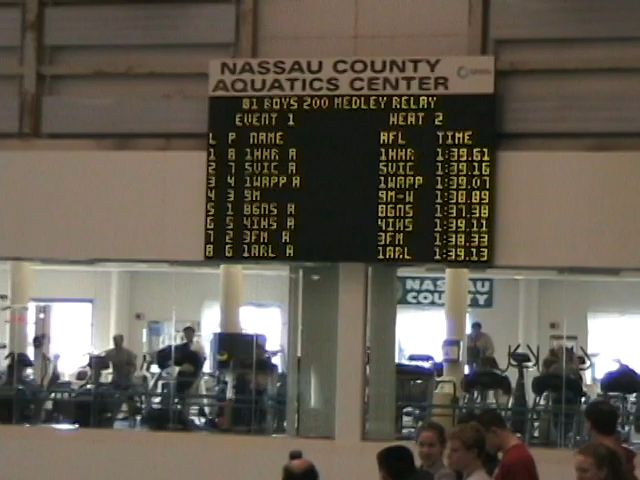 NASSAU COUNTY
AQUATICS CENTER
01 BOYS 200 MEDLEY RELAY
EVENT 1 HEAT 2
L P NAME AFL TIME
1 8 1HHR A 1HHR 1:39.61
2 7 5VIC A 5VIC 1:39.16
3 4 1WAPP A 1WAPP 1:39.07
4 3 9M 9M-W 1:38.89
5 1 8GNS A 8GNS 1:37.38
6 5 4IHS A 4IHS 1:39.11
7 2 3FM A 3FM 1:38.33
8 6 1ARL A 1ARL 1:39.13
NASSAU
COUNTY